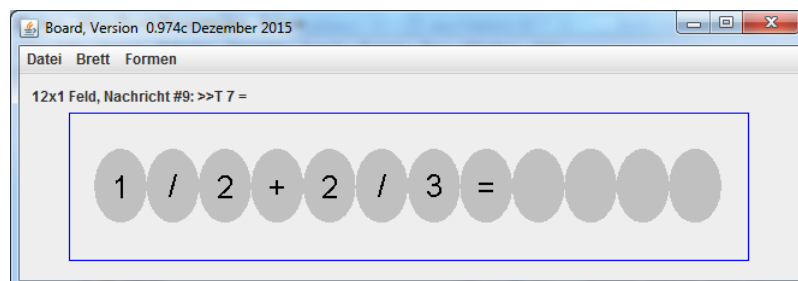 Board, Version 0.974c Dezember 2015
Datei Brett Formen
12x1 Feld, Nachricht #9: >>T 7 =
1 / 2 + 2 / 3 =